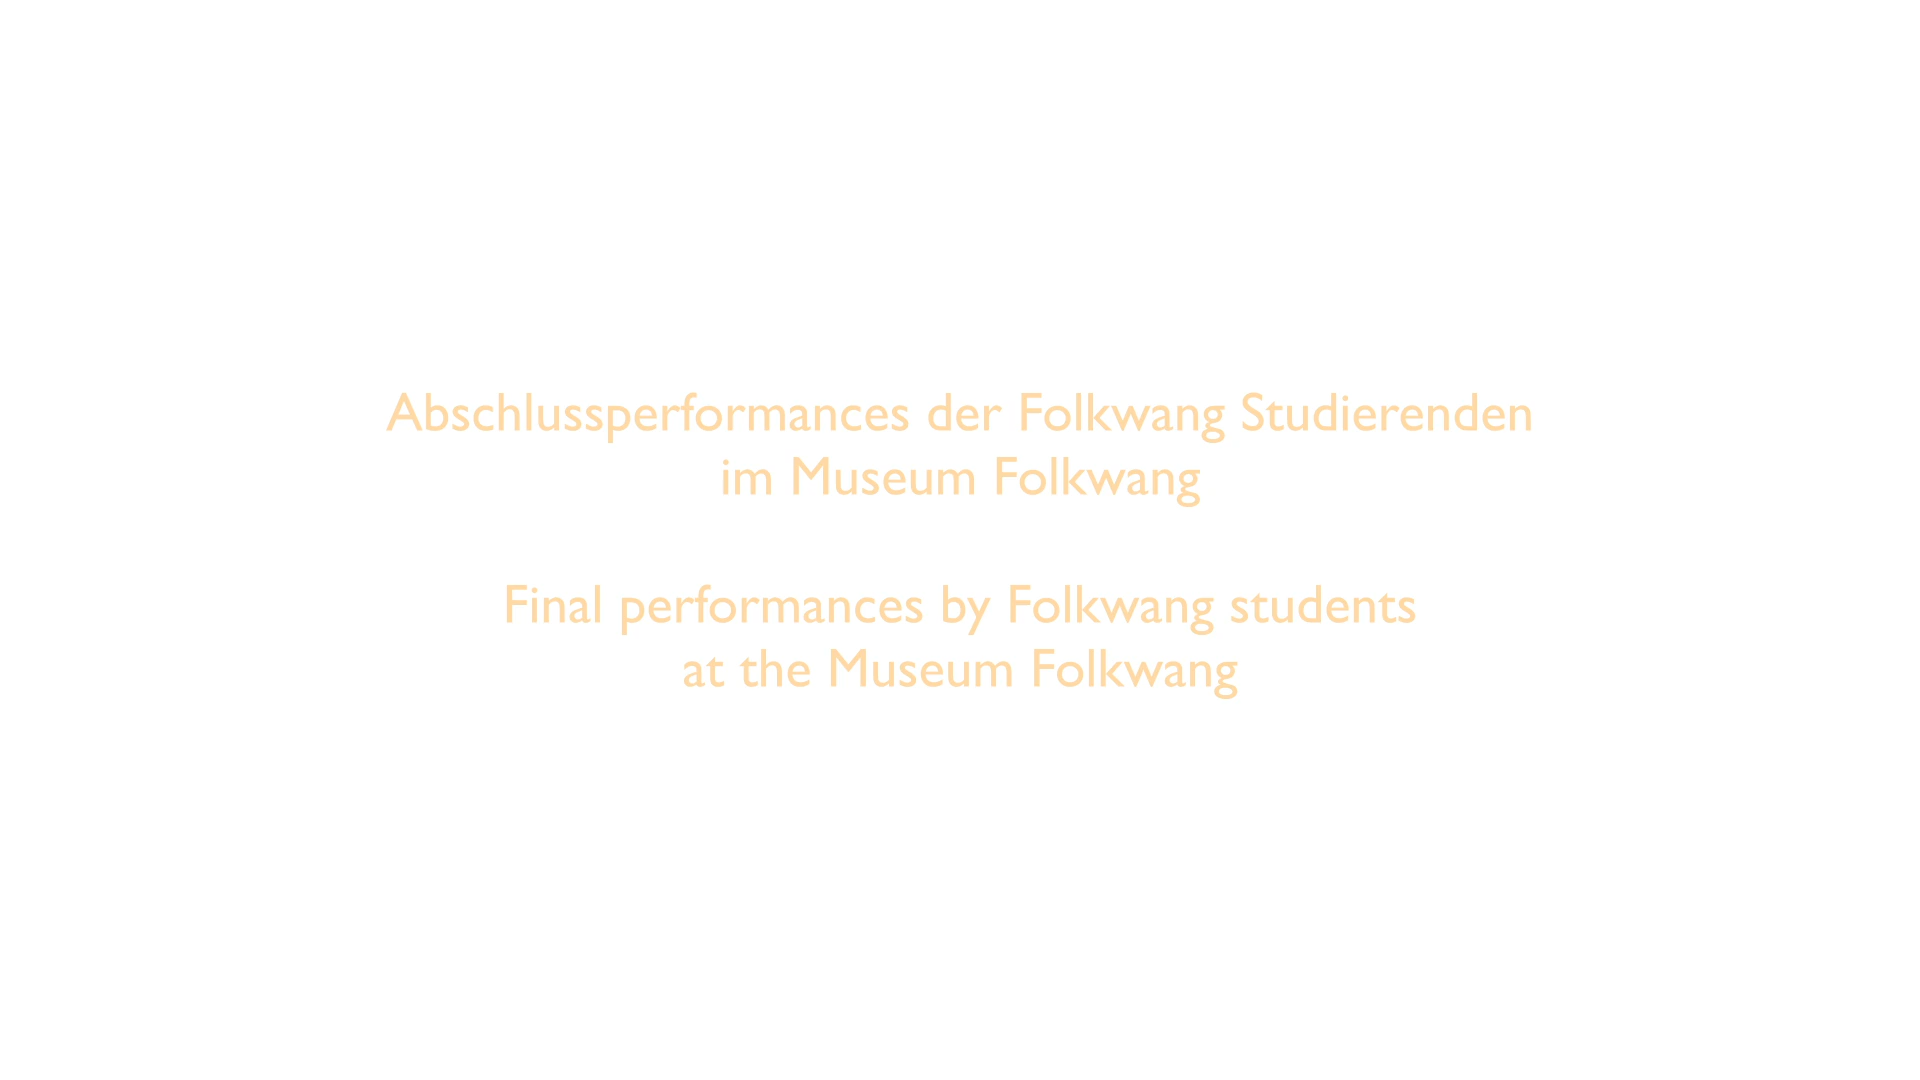 Abschlussperformances der Folkwang Studierenden
im Museum Folkwang
Final performances by Folkwang students
at the Museum Folkwang